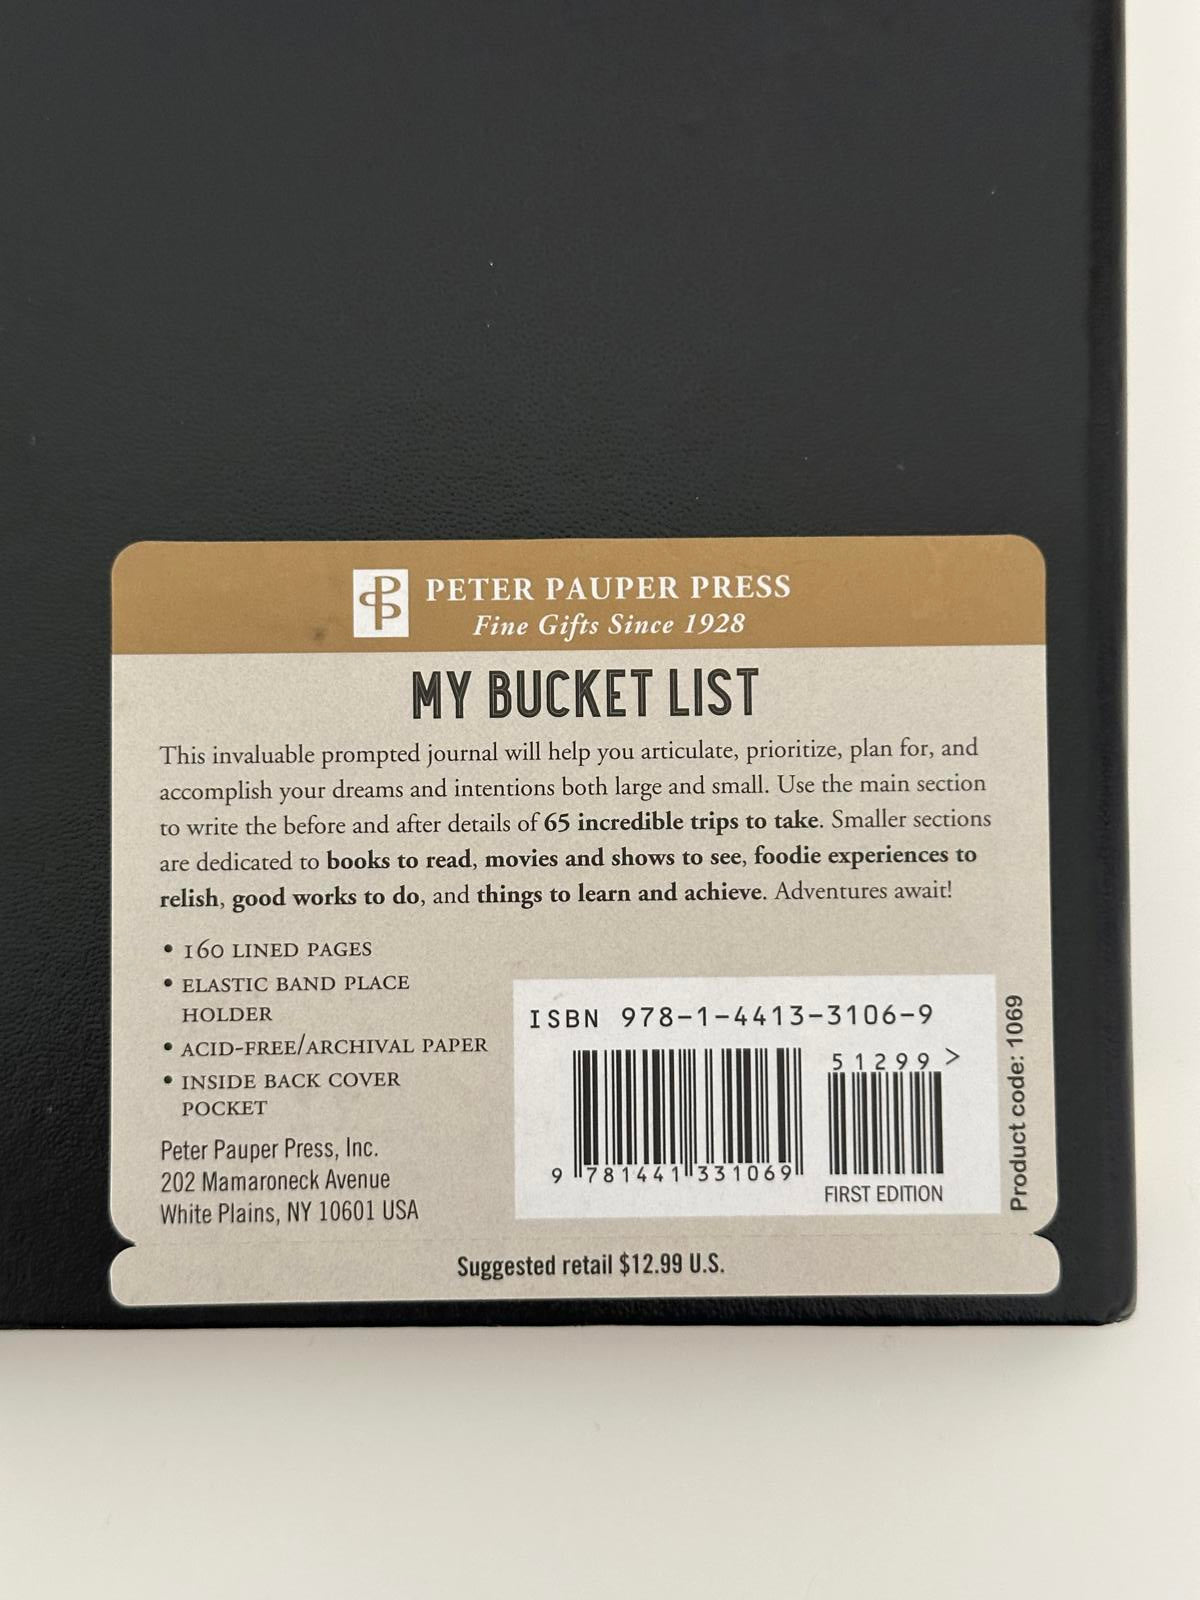 PETER PAUPER PRESS
Fine Gifts Since 1928
MY BUCKET LIST
This invaluable prompted journal will help you articulate, prioritize, plan for, and
accomplish your dreams and intentions both large and small. Use the main section
to write the before and after details of 65 incredible trips to take. Smaller sections
are dedicated to books to read, movies and shows to see, foodie experiences to
relish, good works to do, and things to learn and achieve. Adventures await!
• 160 LINED PAGES
• ELASTIC BAND PLACE
HOLDER
• ACID-FREE/ARCHIVAL PAPER
• INSIDE BACK COVER
POCKET
Peter Pauper Press, Inc.
202 Mamaroneck Avenue
White Plains, NY 10601 USA
ISBN 978-1-4413-3106-9
51299>
9 781441 331069
FIRST EDITION
Product code: 1069
Suggested retail $12.99 U.S.